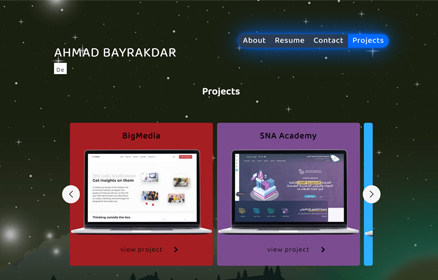 About Resume Contact Projects
AHMAD BAYRAKDAR
De
Projects
BigMedia
SNA Academy
Get insights on them
Thinking outside the box
view project
view project